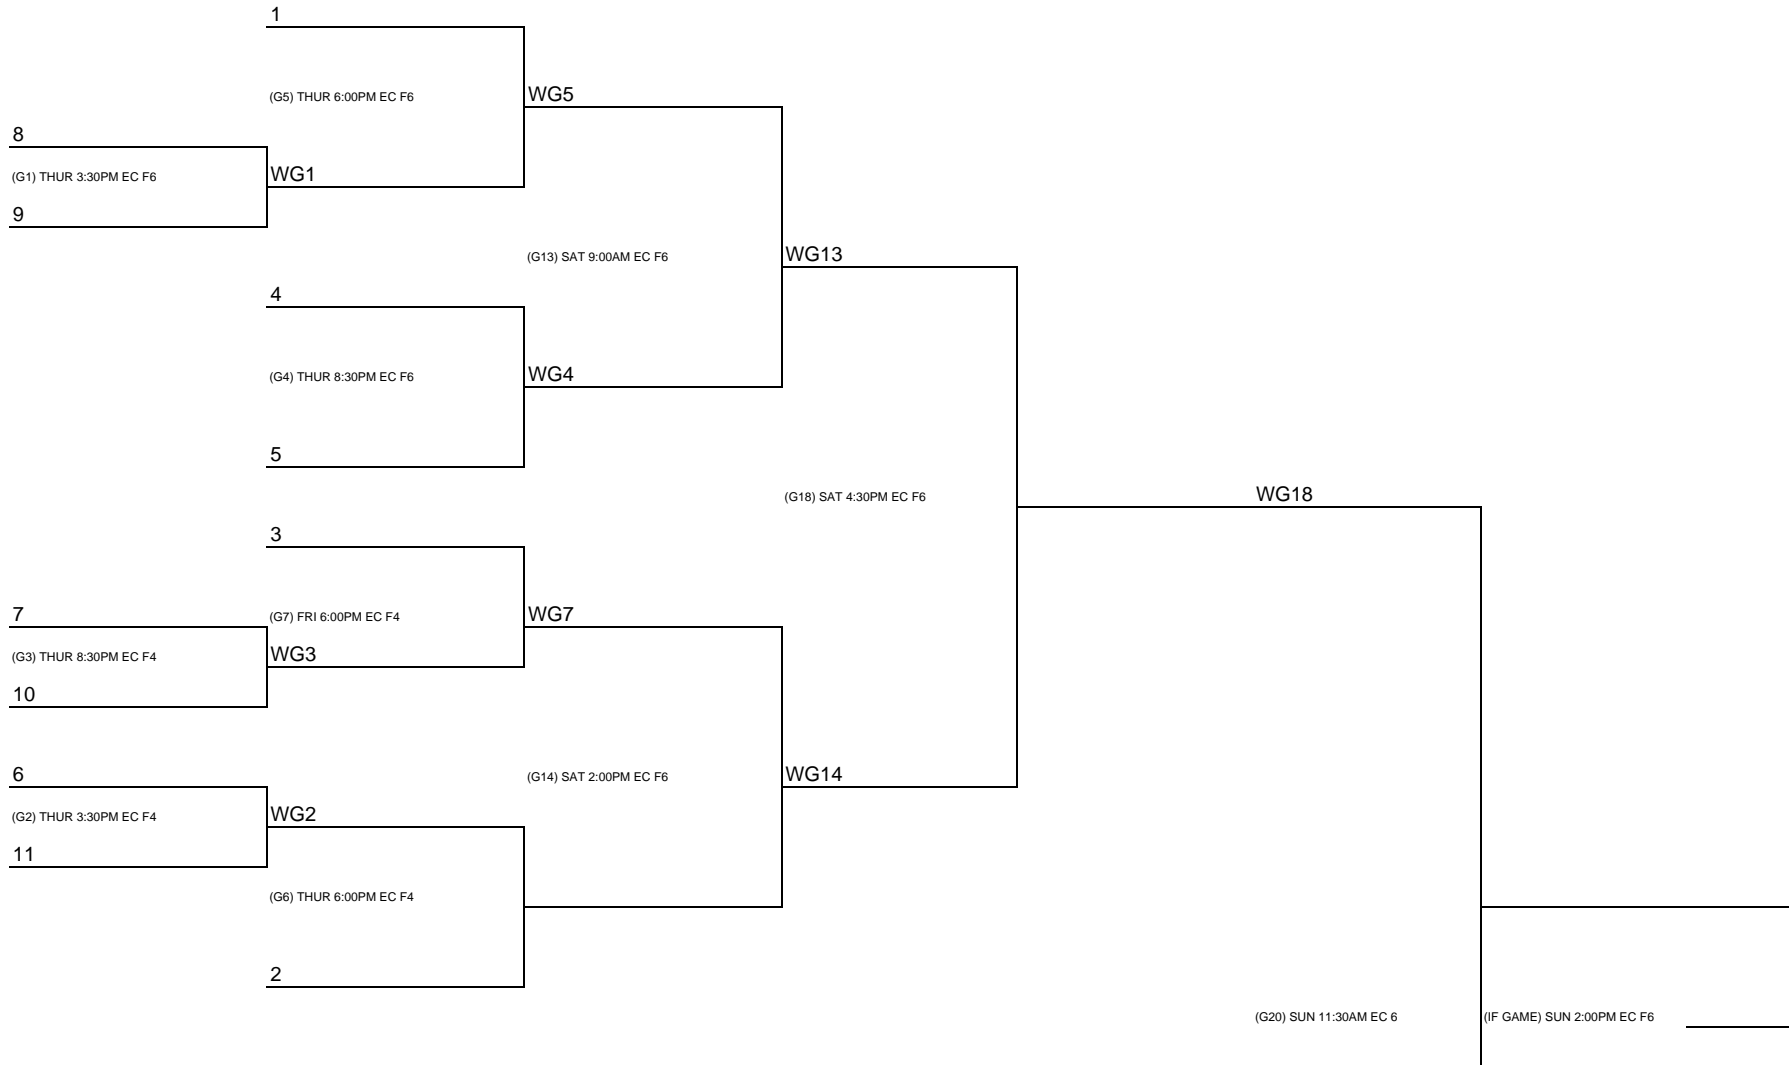 1
(G5) THUR 6:00PM EC F6
WG5
8
(G1) THUR 3:30PM EC F6
WG1
9
(G13) SAT 9:00AM EC F6
WG13
4
(G4) THUR 8:30PM EC F6
WG4
5
(G18) SAT 4:30PM EC F6
WG18
3
7
(G7) FRI 6:00PM EC F4
WG7
(G3) THUR 8:30PM EC F4
WG3
10
6
(G14) SAT 2:00PM EC F6
WG14
(G2) THUR 3:30PM EC F4
WG2
11
(G6) THUR 6:00PM EC F4
2
(G20) SUN 11:30AM EC 6
(IF GAME) SUN 2:00PM EC F6